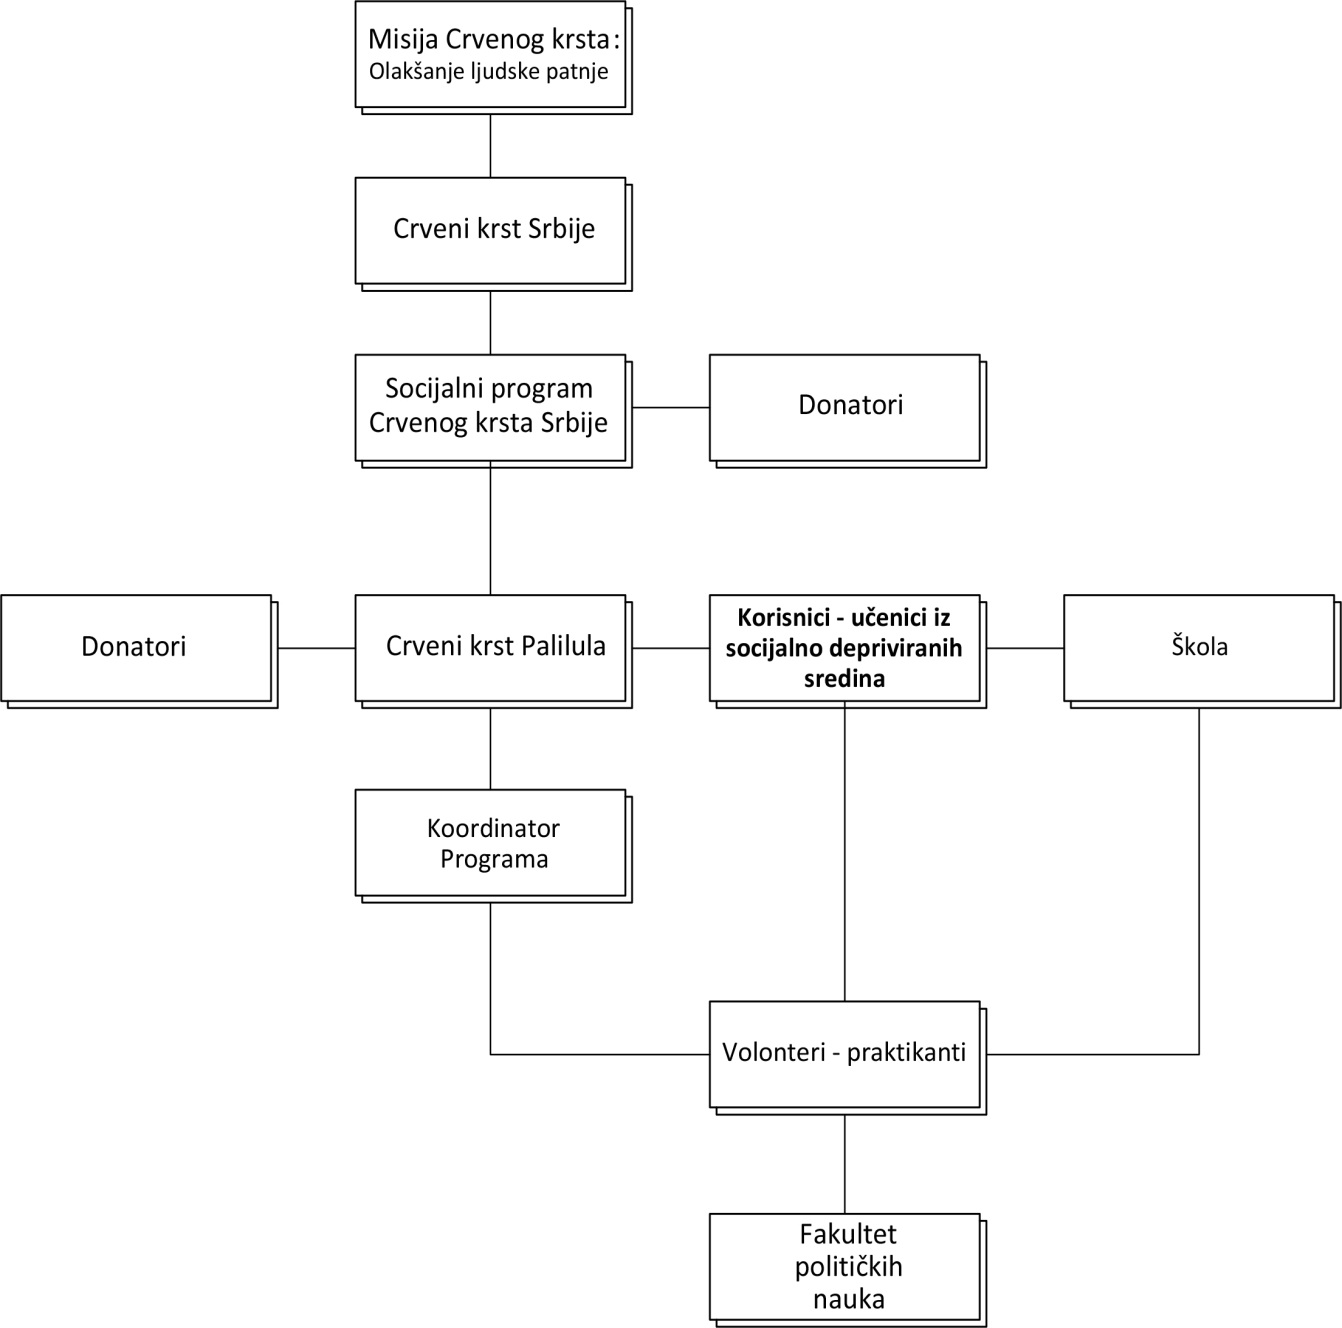 Misija Crvenog krsta:
Olakšanje ljudske patnje
Crveni krst Srbije
Socijalni program
Crvenog krsta Srbije
Donatori
Donatori
Crveni krst Palilula
Korisnici - učenici iz
socijalno depriviranih
sredina
Škola
Koordinator
Programa
Volonteri - praktikanti
Fakultet
političkih
nauka